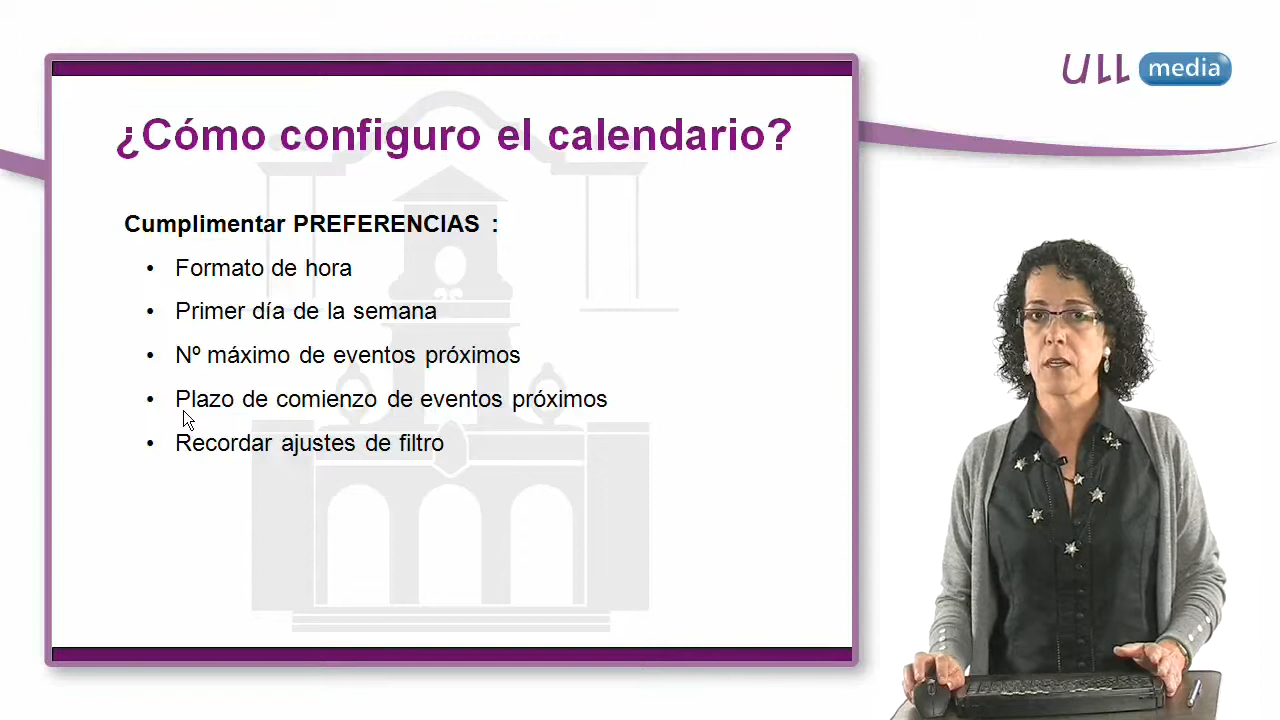 ULL media
¿Cómo configuro el calendario?
Cumplimentar PREFERENCIAS :
• Formato de hora
• Primer día de la semana
• Nº máximo de eventos próximos
• Plazo de comienzo de eventos próximos
• Recordar ajustes de filtro